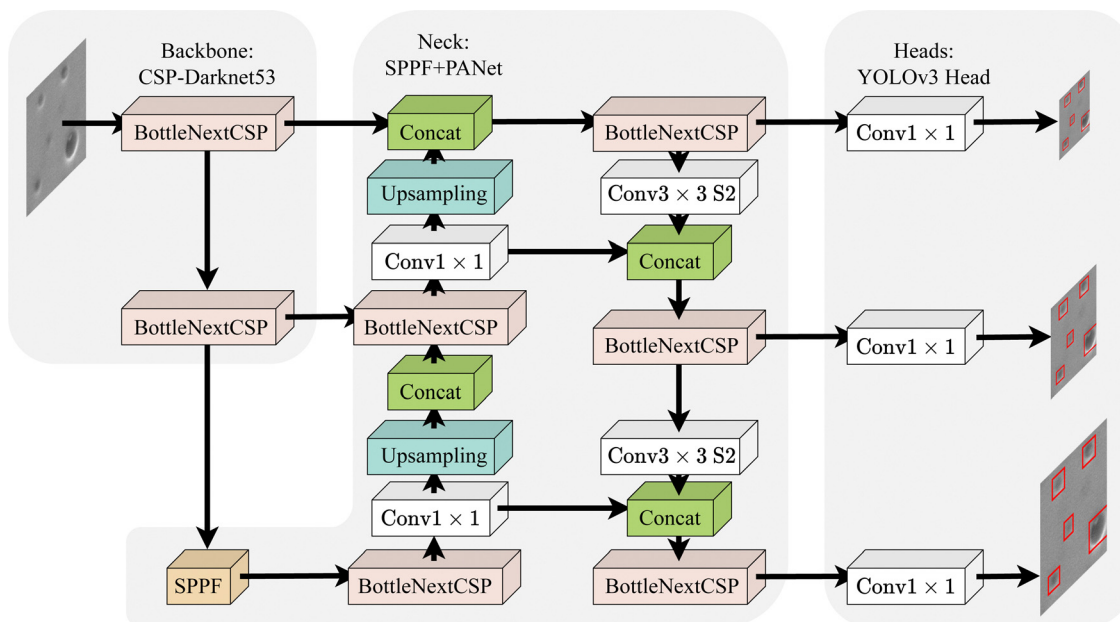 Backbone:
CSP-Darknet53
Neck:
SPPF+PANet
Heads:
YOLOv3 Head
BottleNextCSP
Concat
BottleNextCSP
Conv1 × 1
Upsampling
Conv3 × 3 S2
Conv1 × 1
Concat
BottleNextCSP
BottleNextCSP
BottleNextCSP
Conv1 × 1
Concat
Upsampling
Conv3 × 3 S2
Conv1 × 1
Concat
SPPF
BottleNextCSP
BottleNextCSP
Conv1 × 1